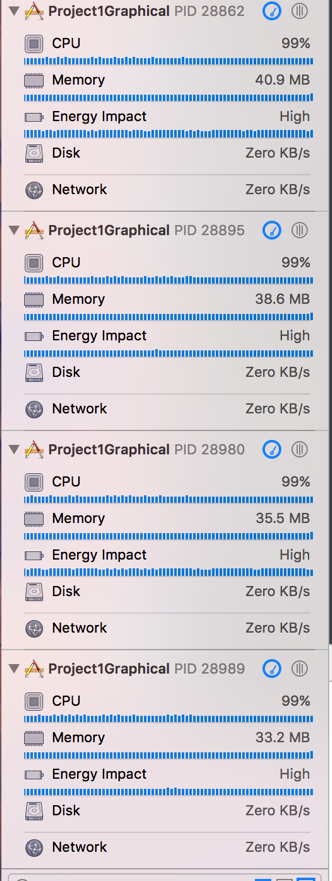 Project1Graphical PID 28862
CPU 99%
Memory 40.9 MB
Energy Impact High
Disk Zero KB/s
Network Zero KB/s
Project1Graphical PID 28895
CPU 99%
Memory 38.6 MB
Energy Impact High
Disk Zero KB/s
Network Zero KB/s
Project1Graphical PID 28980
CPU 99%
Memory 35.5 MB
Energy Impact High
Disk Zero KB/s
Network Zero KB/s
Project1Graphical PID 28989
CPU 99%
Memory 33.2 MB
Energy Impact High
Disk Zero KB/s
Network Zero KB/s